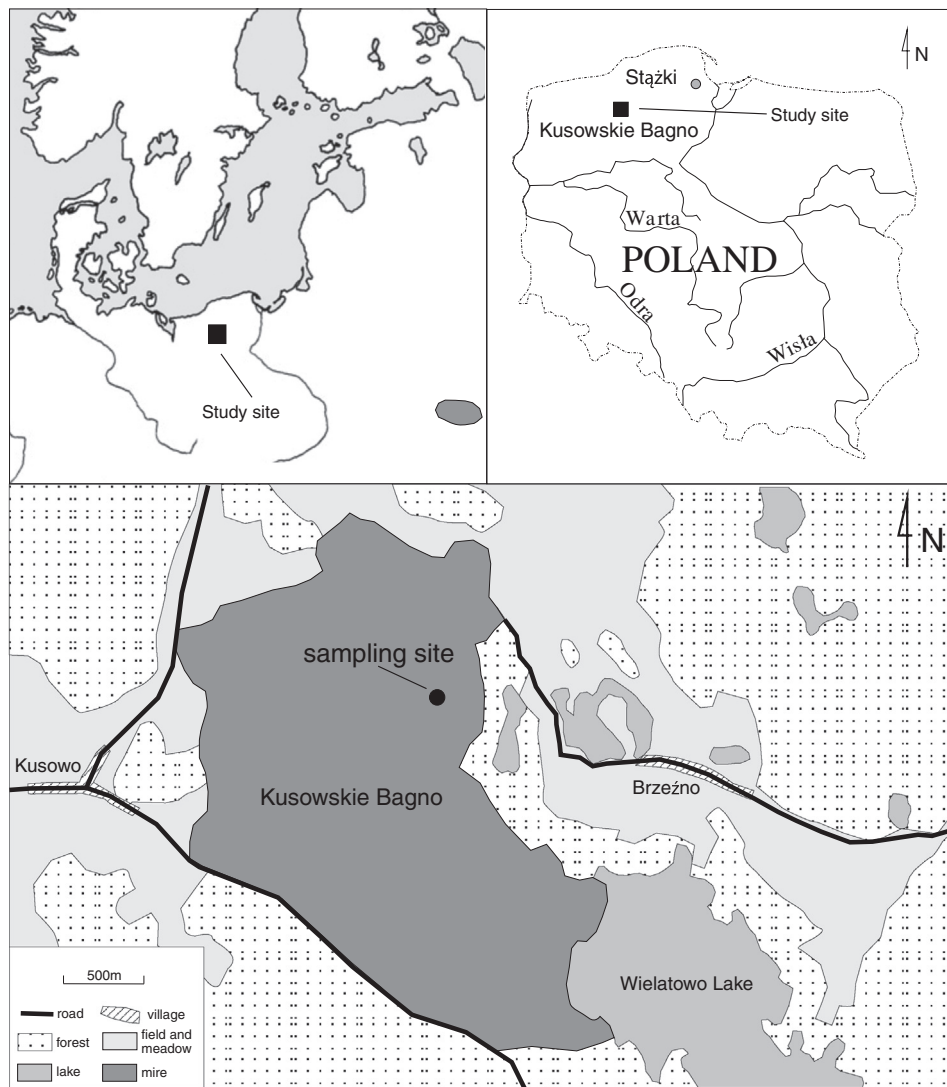 Study site
N
Stążki
Study site
Kusowskie Bagno
Warta
POLAND
Odra
Wisła
N
sampling site
Kusowo
Kusowskie Bagno
Brzeźno
Wielatowo Lake
500m
road
village
forest
field and
meadow
lake
mire